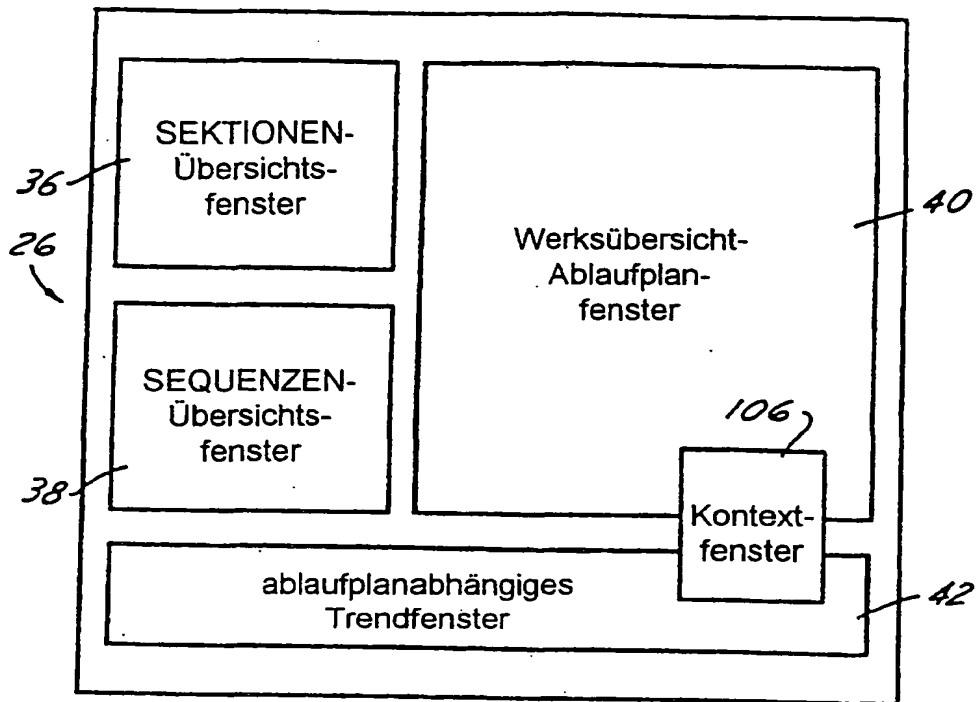 SEKTIONEN-
Übersichts-
fenster
36
40
26
Werksübersicht-
Ablaufplan-
fenster
SEQUENZEN-
Übersichts-
fenster
106
38
Kontext-
fenster
ablaufplanabhängiges
Trendfenster
42